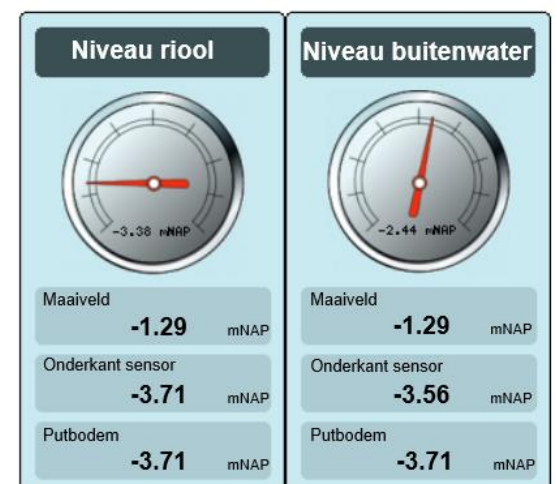 Niveau riool
-3.38 mNAP
Maaiveld
-1.29 mNAP
Onderkant sensor
-3.71 mNAP
Putbodem
-3.71 mNAP
Niveau buitenwater
-2.44 mNAP
Maaiveld
-1.29 mNAP
Onderkant sensor
-3.56 mNAP
Putbodem
-3.71 mNAP